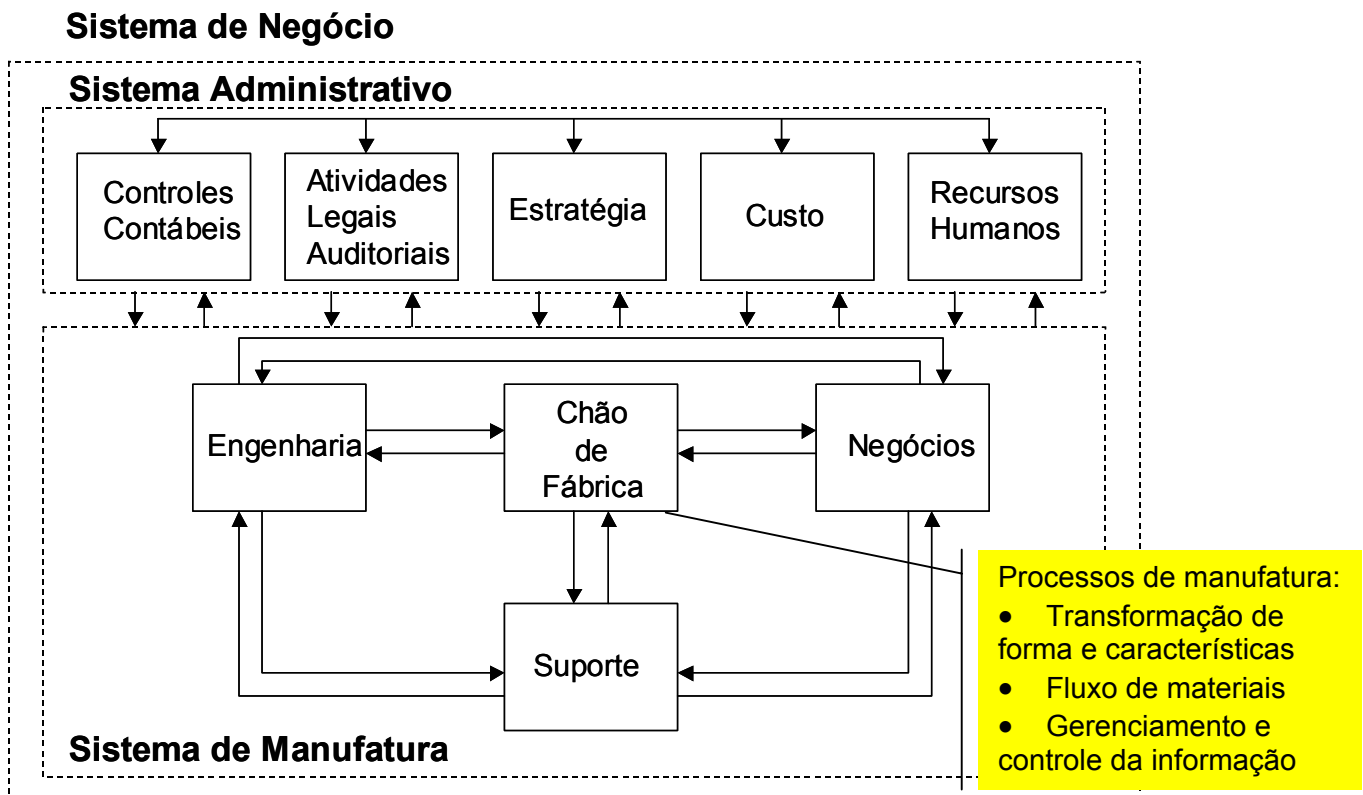 Sistema de Negócio
Sistema Administrativo
Controles
Contábeis
Atividades
Legais
Auditoriais
Estratégia
Custo
Recursos
Humanos
Engenharia
Chão
de
Fábrica
Negócios
Suporte
Processos de manufatura:
• Transformação de
forma e características
• Fluxo de materiais
• Gerenciamento e
controle da informação
Sistema de Manufatura